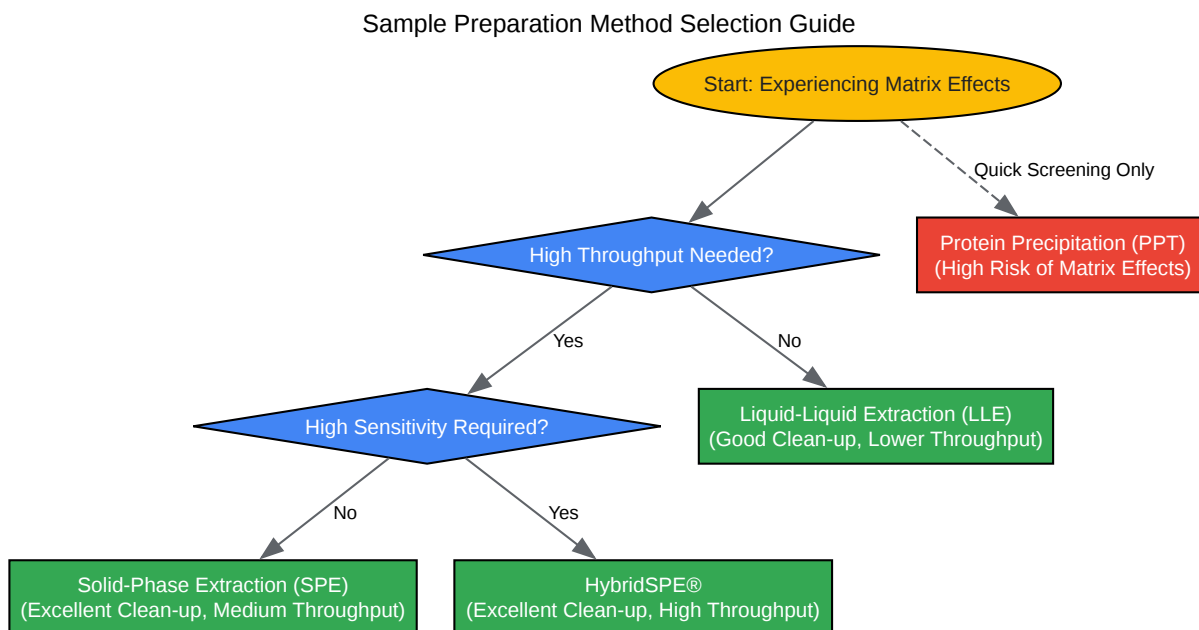 Sample Preparation Method Selection Guide
Start: Experiencing Matrix Effects
Quick Screening Only
High Throughput Needed?
Protein Precipitation (PPT)
(High Risk of Matrix Effects)
Yes
No
High Sensitivity Required?
Liquid-Liquid Extraction (LLE)
(Good Clean-up, Lower Throughput)
No
Yes
Solid-Phase Extraction (SPE)
(Excellent Clean-up, Medium Throughput)
HybridSPE®
(Excellent Clean-up, High Throughput)